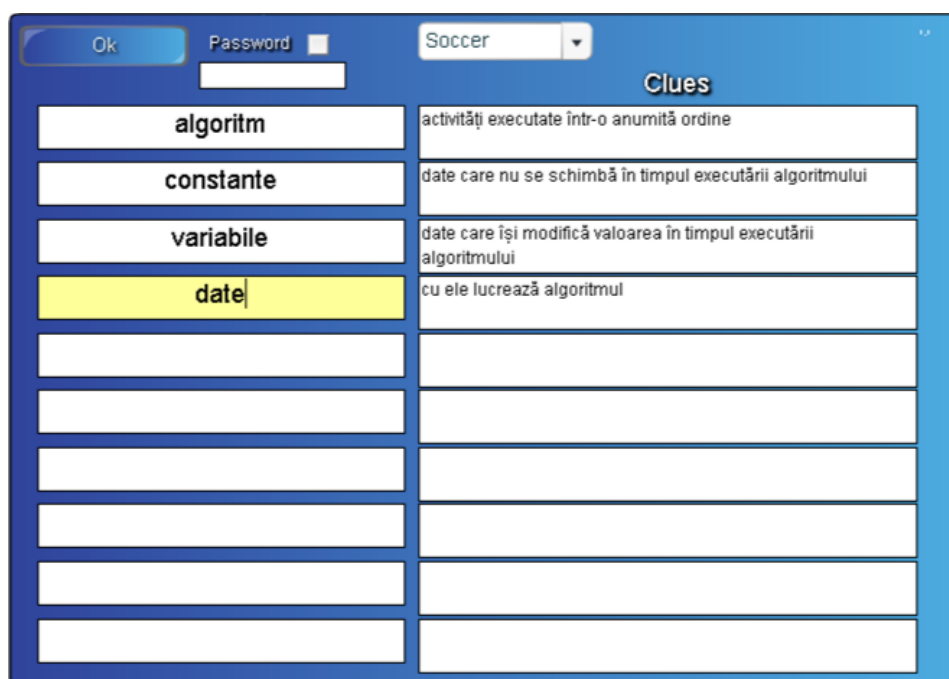 Ok
Password
Soccer
Clues
algoritm
activități executate într-o anumită ordine
constante
date care nu se schimbă în timpul executării algoritmului
variabile
date care își modifică valoarea în timpul executării
algoritmului
date
cu ele lucrează algoritmul